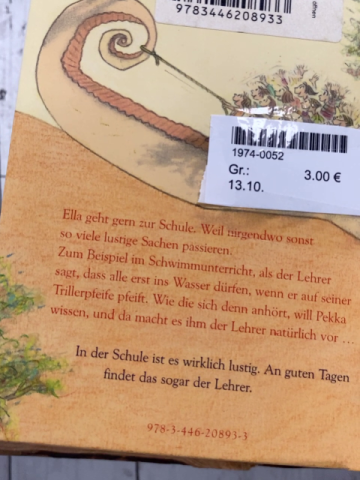 öffnen
9783446208933
1974-0052
Gr.: 3.00 €
13.10.
Ella geht gern zur Schule. Weil nirgendwo sonst
so viele lustige Sachen passieren.
Zum Beispiel im Schwimmunterricht, als der Lehrer
sagt, dass alle erst ins Wasser dürfen, wenn er auf seiner
Trillerpfeife pfeift. Wie die sich denn anhört, will Pekka
wissen, und da macht es ihm der Lehrer natürlich vor ...
In der Schule ist es wirklich lustig. An guten Tagen
findet das sogar der Lehrer.
978-3-446-20893-3